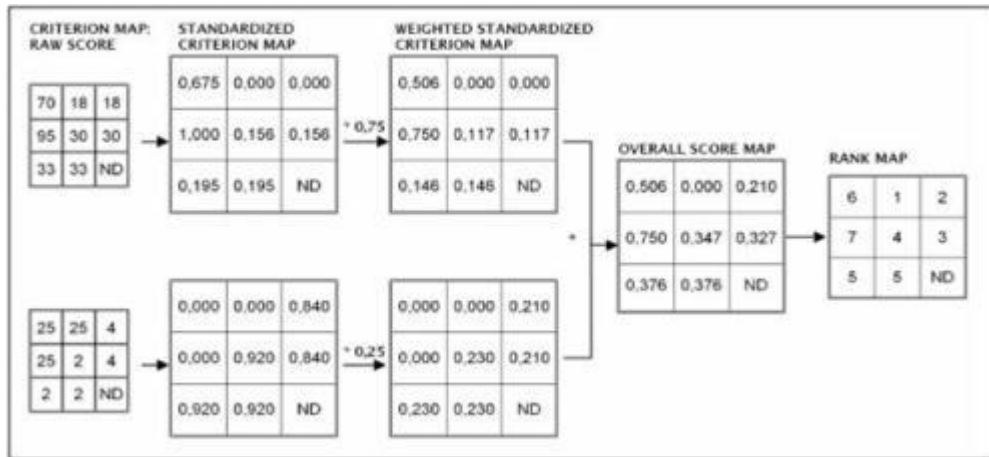 CRITERION MAP:
RAW SCORE
70 18 18
95 30 30
33 33 ND
STANDARDIZED
CRITERION MAP
0,675 0,000 0,000
1,000 0,156 0,156
0,195 0,195 ND
* 0,75
WEIGHTED STANDARDIZED
CRITERION MAP
0,506 0,000 0,000
0,750 0,117 0,117
0,146 0,146 ND
25 25 4
25 2 4
2 2 ND
0,000 0,000 0,840
0,000 0,920 0,840
0,920 0,920 ND
* 0,25
0,000 0,000 0,210
0,000 0,230 0,210
0,230 0,230 ND
+
OVERALL SCORE MAP
0,506 0,000 0,210
0,750 0,347 0,327
0,376 0,376 ND
RANK MAP
6 1 2
7 4 3
5 5 ND